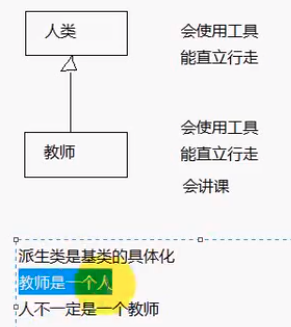 人类
会使用工具
能直立行走
教师
会使用工具
能直立行走
会讲课
派生类是基类的具体化
教师是一个人
人不一定是一个教师